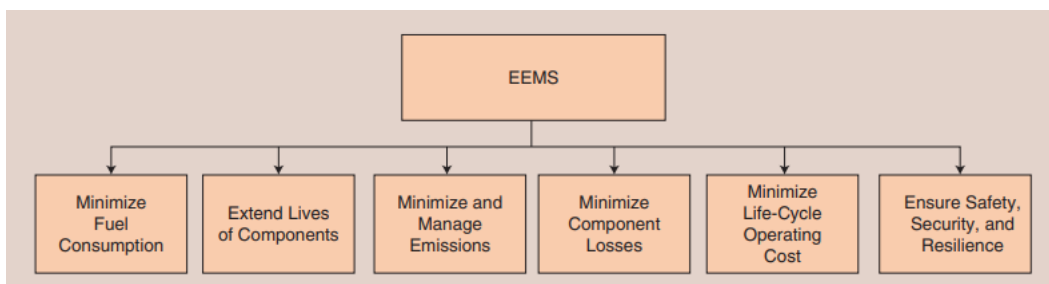 EEMS
Minimize
Fuel
Consumption
Extend Lives
of Components
Minimize and
Manage
Emissions
Minimize
Component
Losses
Minimize
Life-Cycle
Operating
Cost
Ensure Safety,
Security, and
Resilience